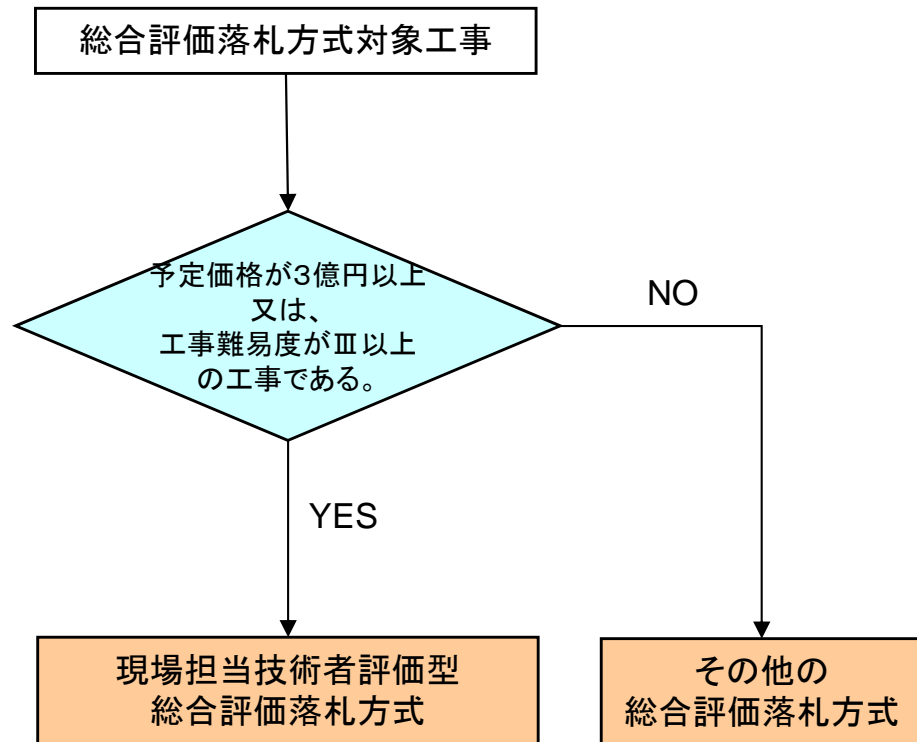 総合評価落札方式対象工事
予定価格が3億円以上
又は、
工事難易度がⅢ以上
の工事である。
NO
YES
現場担当技術者評価型
総合評価落札方式
その他の
総合評価落札方式